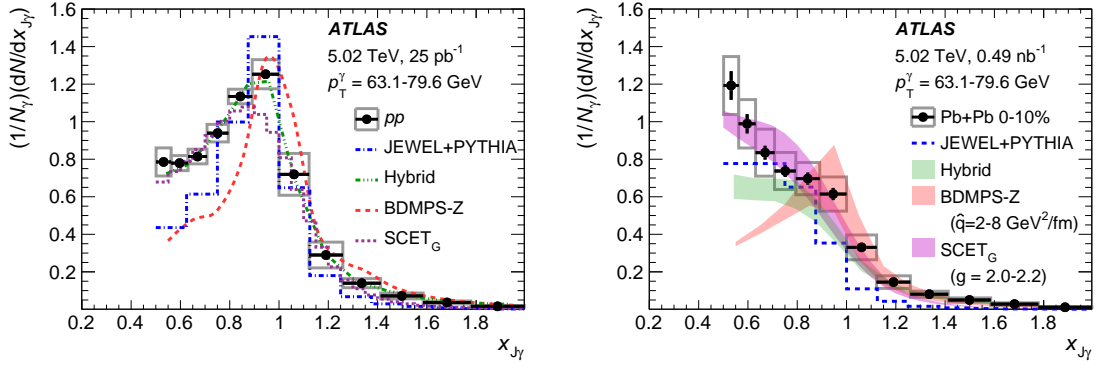 ATLAS
5.02 TeV, 25 pb⁻¹
p_T^γ = 63.1-79.6 GeV
pp
JEWEL+PYTHIA
Hybrid
BDMPS-Z
SCET_G
(1/N_γ)(dN/dx_Jγ)
1.6
1.4
1.2
1.0
0.8
0.6
0.4
0.2
0.2 0.4 0.6 0.8 1 1.2 1.4 1.6 1.8
x_Jγ
ATLAS
5.02 TeV, 0.49 nb⁻¹
p_T^γ = 63.1-79.6 GeV
Pb+Pb 0-10%
JEWEL+PYTHIA
Hybrid
BDMPS-Z
(q̂=2-8 GeV²/fm)
SCET_G
(g = 2.0-2.2)
(1/N_γ)(dN/dx_Jγ)
1.6
1.4
1.2
1.0
0.8
0.6
0.4
0.2
0.2 0.4 0.6 0.8 1 1.2 1.4 1.6 1.8
x_Jγ